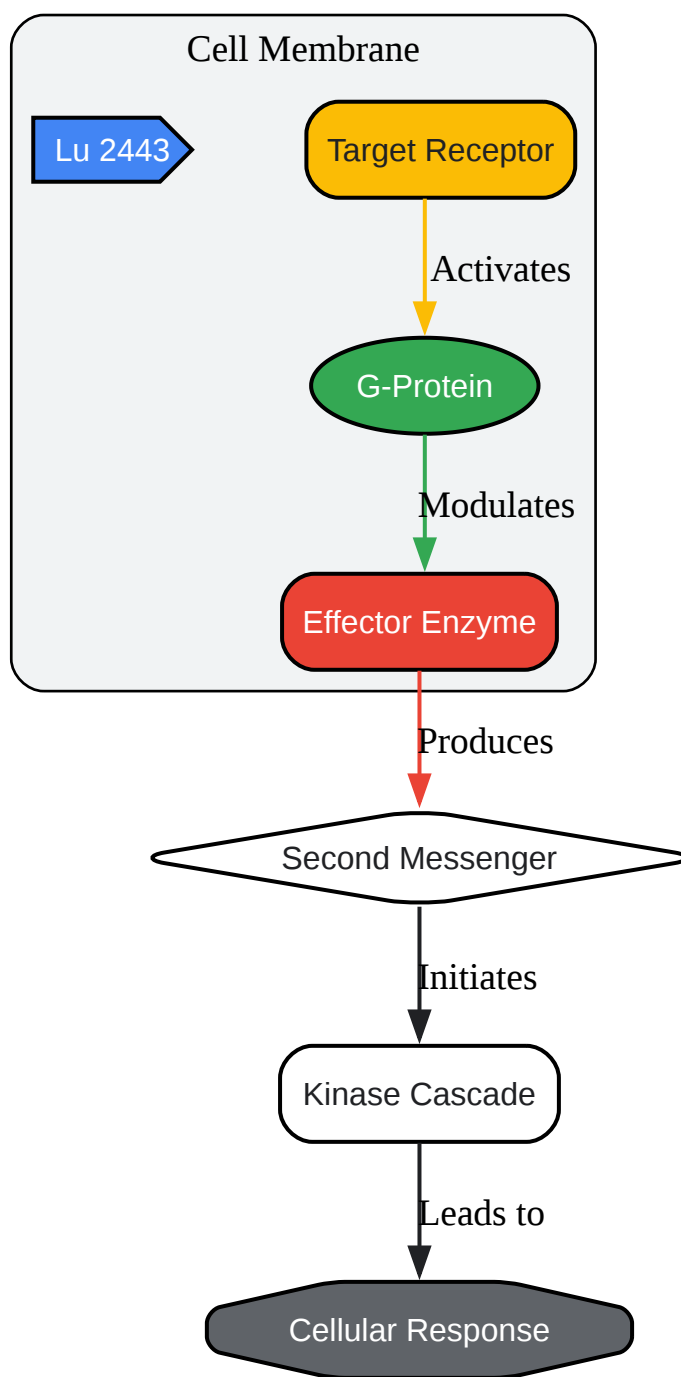 Cell Membrane
Lu 2443
Target Receptor
Activates
G-Protein
Modulates
Effector Enzyme
Produces
Second Messenger
Initiates
Kinase Cascade
Leads to
Cellular Response